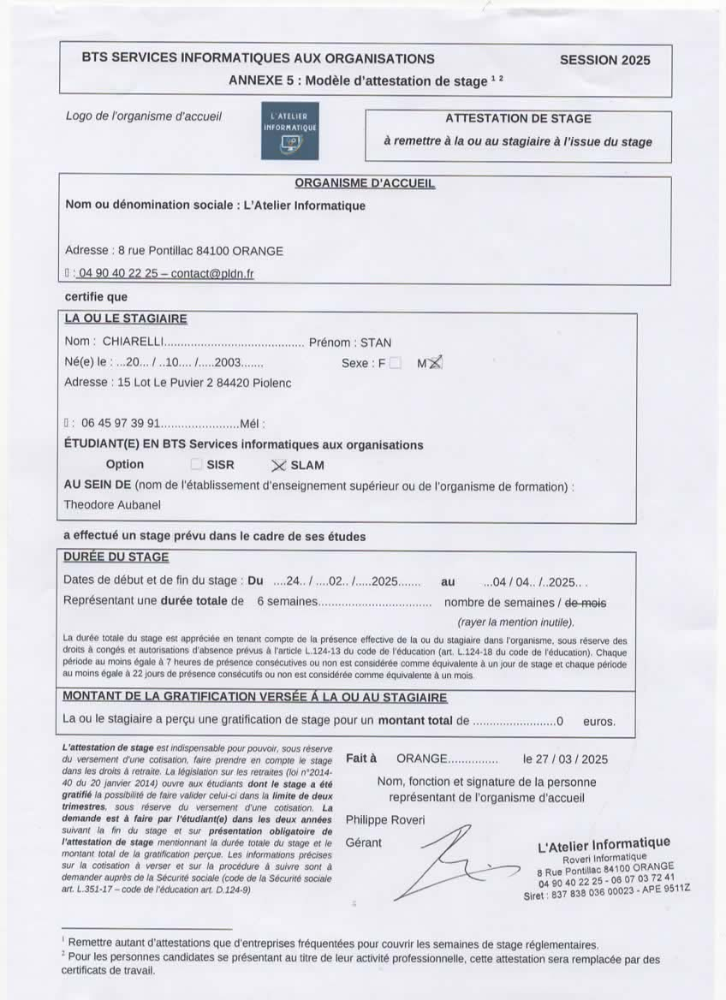 BTS SERVICES INFORMATIQUES AUX ORGANISATIONS SESSION 2025
ANNEXE 5 : Modèle d'attestation de stage ¹ ²
Logo de l'organisme d'accueil
L'ATELIER
INFORMATIQUE
ATTESTATION DE STAGE
à remettre à la ou au stagiaire à l'issue du stage
ORGANISME D'ACCUEIL
Nom ou dénomination sociale : L'Atelier Informatique
Adresse : 8 rue Pontillac 84100 ORANGE
▯ : 04 90 40 22 25 – contact@pldn.fr
certifie que
LA OU LE STAGIAIRE
Nom : CHIARELLI.......................................... Prénom : STAN
Né(e) le : ...20... / ..10.... /.....2003....... Sexe : F ☐ M ☒
Adresse : 15 Lot Le Puvier 2 84420 Piolenc
▯ : 06 45 97 39 91........................Mél :
ÉTUDIANT(E) EN BTS Services informatiques aux organisations
Option ☐ SISR ☒ SLAM
AU SEIN DE (nom de l'établissement d'enseignement supérieur ou de l'organisme de formation) :
Theodore Aubanel
a effectué un stage prévu dans le cadre de ses études
DURÉE DU STAGE
Dates de début et de fin du stage : Du ....24.. / ....02.. /.....2025....... au ...04 / 04.. /..2025.. .
Représentant une durée totale de 6 semaines.................................. nombre de semaines / de mois
(rayer la mention inutile).
La durée totale du stage est appréciée en tenant compte de la présence effective de la ou du stagiaire dans l'organisme, sous réserve des
droits à congés et autorisations d'absence prévus à l'article L.124-13 du code de l'éducation (art. L.124-18 du code de l'éducation). Chaque
période au moins égale à 7 heures de présence consécutives ou non est considérée comme équivalente à un jour de stage et chaque période
au moins égale à 22 jours de présence consécutifs ou non est considérée comme équivalente à un mois.
MONTANT DE LA GRATIFICATION VERSÉE Á LA OU AU STAGIAIRE
La ou le stagiaire a perçu une gratification de stage pour un montant total de .........................0 euros.
L'attestation de stage est indispensable pour pouvoir, sous réserve
du versement d'une cotisation, faire prendre en compte le stage
dans les droits à retraite. La législation sur les retraites (loi n°2014-
40 du 20 janvier 2014) ouvre aux étudiants dont le stage a été
gratifié la possibilité de faire valider celui-ci dans la limite de deux
trimestres, sous réserve du versement d'une cotisation. La
demande est à faire par l'étudiant(e) dans les deux années
suivant la fin du stage et sur présentation obligatoire de
l'attestation de stage mentionnant la durée totale du stage et le
montant total de la gratification perçue. Les informations précises
sur la cotisation à verser et sur la procédure à suivre sont à
demander auprès de la Sécurité sociale (code de la Sécurité sociale
art. L.351-17 – code de l'éducation art. D.124-9)
Fait à ORANGE............... le 27 / 03 / 2025
Nom, fonction et signature de la personne
représentant de l'organisme d'accueil
Philippe Roveri
Gérant
L'Atelier Informatique
Roveri Informatique
8 Rue Pontillac 84100 ORANGE
04 90 40 22 25 - 06 07 03 72 41
Siret : 837 838 036 00023 - APE 9511Z
¹ Remettre autant d'attestations que d'entreprises fréquentées pour couvrir les semaines de stage réglementaires.
² Pour les personnes candidates se présentant au titre de leur activité professionnelle, cette attestation sera remplacée par des
certificats de travail.